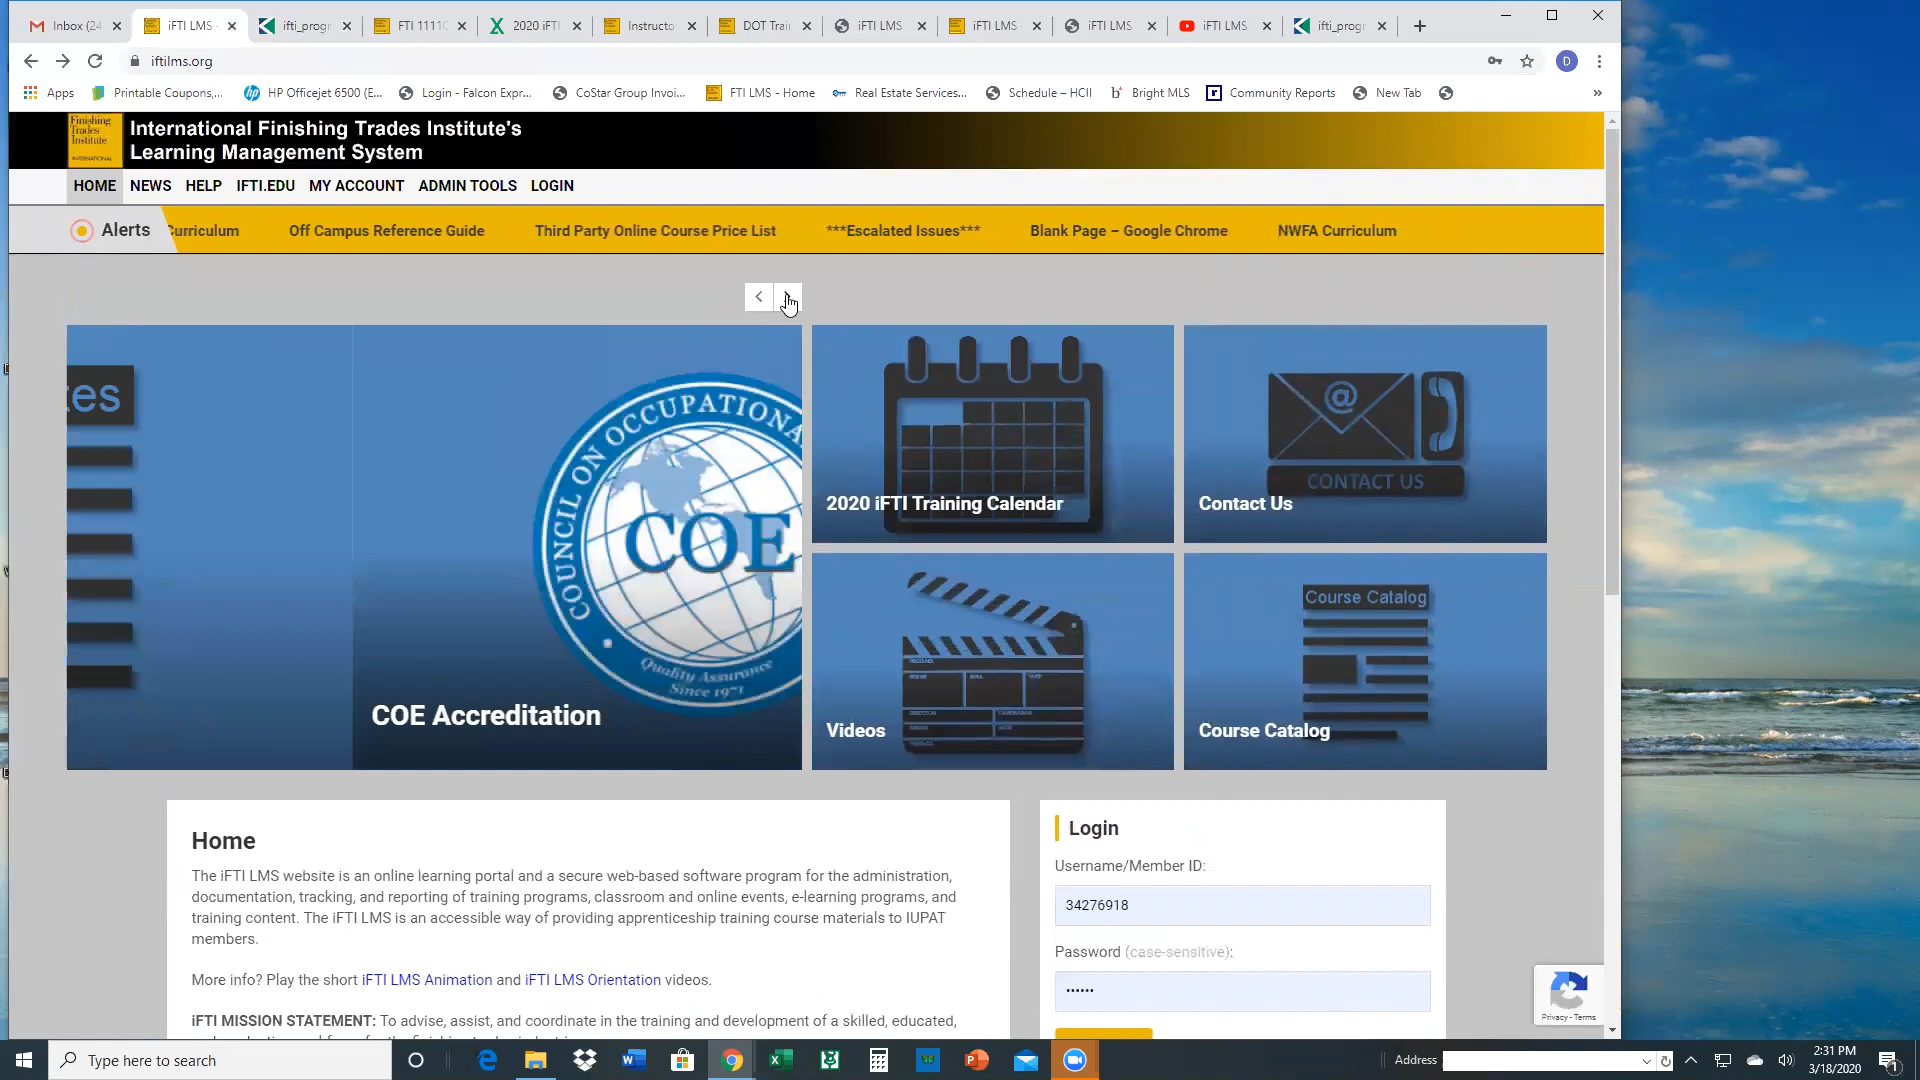 Inbox (24
iFTI LMS -
ifti_progr
FTI 1111C
2020 iFTI
Instructo
DOT Trai
iFTI LMS
iFTI LMS
iFTI LMS
iFTI LMS
ifti_progr
iftilms.org
D
Apps
Printable Coupons,...
HP Officejet 6500 (E...
Login - Falcon Expr...
CoStar Group Invoi...
FTI LMS - Home
Real Estate Services...
Schedule – HCII
Bright MLS
Community Reports
New Tab
»
Finishing
Trades
Institute
INTERNATIONAL
International Finishing Trades Institute's
Learning Management System
HOME NEWS HELP IFTI.EDU MY ACCOUNT ADMIN TOOLS LOGIN
Alerts
Curriculum
Off Campus Reference Guide
Third Party Online Course Price List
***Escalated Issues***
Blank Page – Google Chrome
NWFA Curriculum
tes
COUNCIL ON OCCUPATIONA
COE
Quality Assurance
Since 1971
COE Accreditation
2020 iFTI Training Calendar
@
CONTACT US
Contact Us
Videos
Course Catalog
Course Catalog
Home
The iFTI LMS website is an online learning portal and a secure web-based software program for the administration,
documentation, tracking, and reporting of training programs, classroom and online events, e-learning programs, and
training content. The iFTI LMS is an accessible way of providing apprenticeship training course materials to IUPAT
members.
More info? Play the short iFTI LMS Animation and iFTI LMS Orientation videos.
iFTI MISSION STATEMENT: To advise, assist, and coordinate in the training and development of a skilled, educated,
Login
Username/Member ID:
34276918
Password (case-sensitive):
••••••
Privacy - Terms
Type here to search
Address
2:31 PM
3/18/2020
1